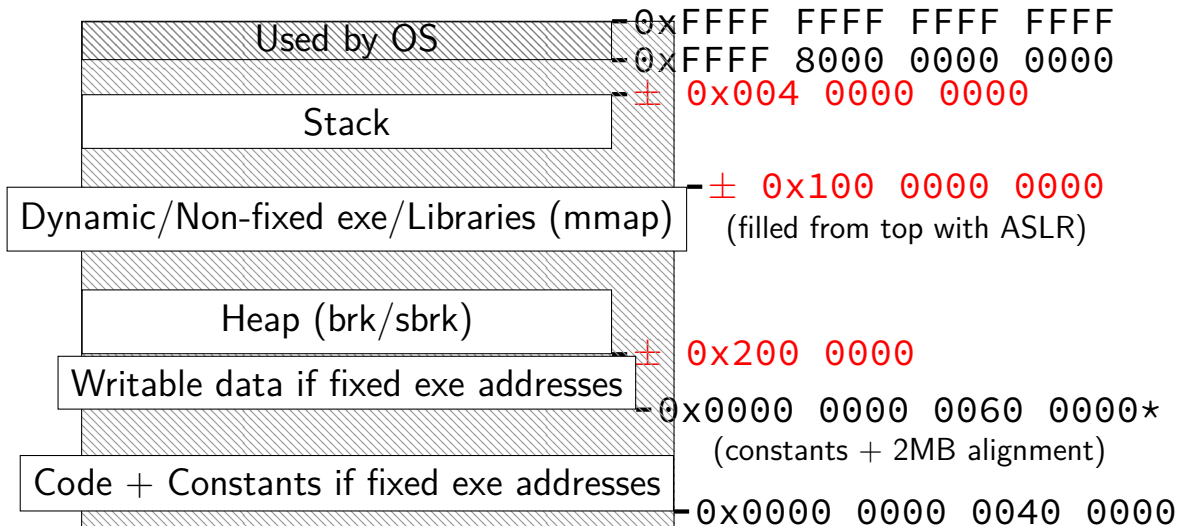 Used by OS
0xFFFF FFFF FFFF FFFF
0xFFFF 8000 0000 0000
± 0x004 0000 0000
Stack
± 0x100 0000 0000
Dynamic/Non-fixed exe/Libraries (mmap)
(filled from top with ASLR)
Heap (brk/sbrk)
± 0x200 0000
Writable data if fixed exe addresses
0x0000 0000 0060 0000*
(constants + 2MB alignment)
Code + Constants if fixed exe addresses
0x0000 0000 0040 0000